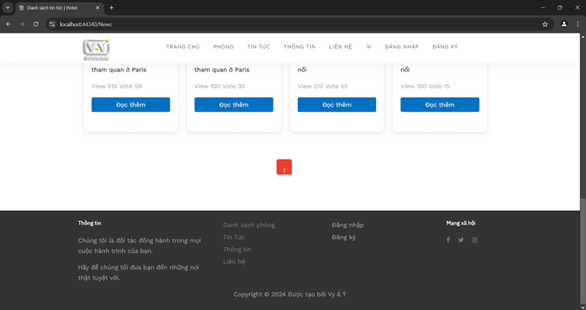 Danh sách tin tức | Hotel
localhost:44340/News
VAY
TRANG CHỦ PHÒNG TIN TỨC THÔNG TIN LIÊN HỆ ĐĂNG NHẬP ĐĂNG KÝ
tham quan ở Paris tham quan ở Paris nổi nổi
View 510 Vote 59 View 100 Vote 35 View 210 Vote 55 View 100 Vote 15
Đọc thêm Đọc thêm Đọc thêm Đọc thêm
1
Thông tin Danh sách phòng Đăng nhập Mạng xã hội
Chúng tôi là đối tác đồng hành trong mọi Tin Tức Đăng ký
cuộc hành trình của bạn. Thông tin
Hãy để chúng tôi đưa bạn đến những nơi Liên hệ
thật tuyệt vời.
Copyright © 2024 Được tạo bởi Vy & Ý